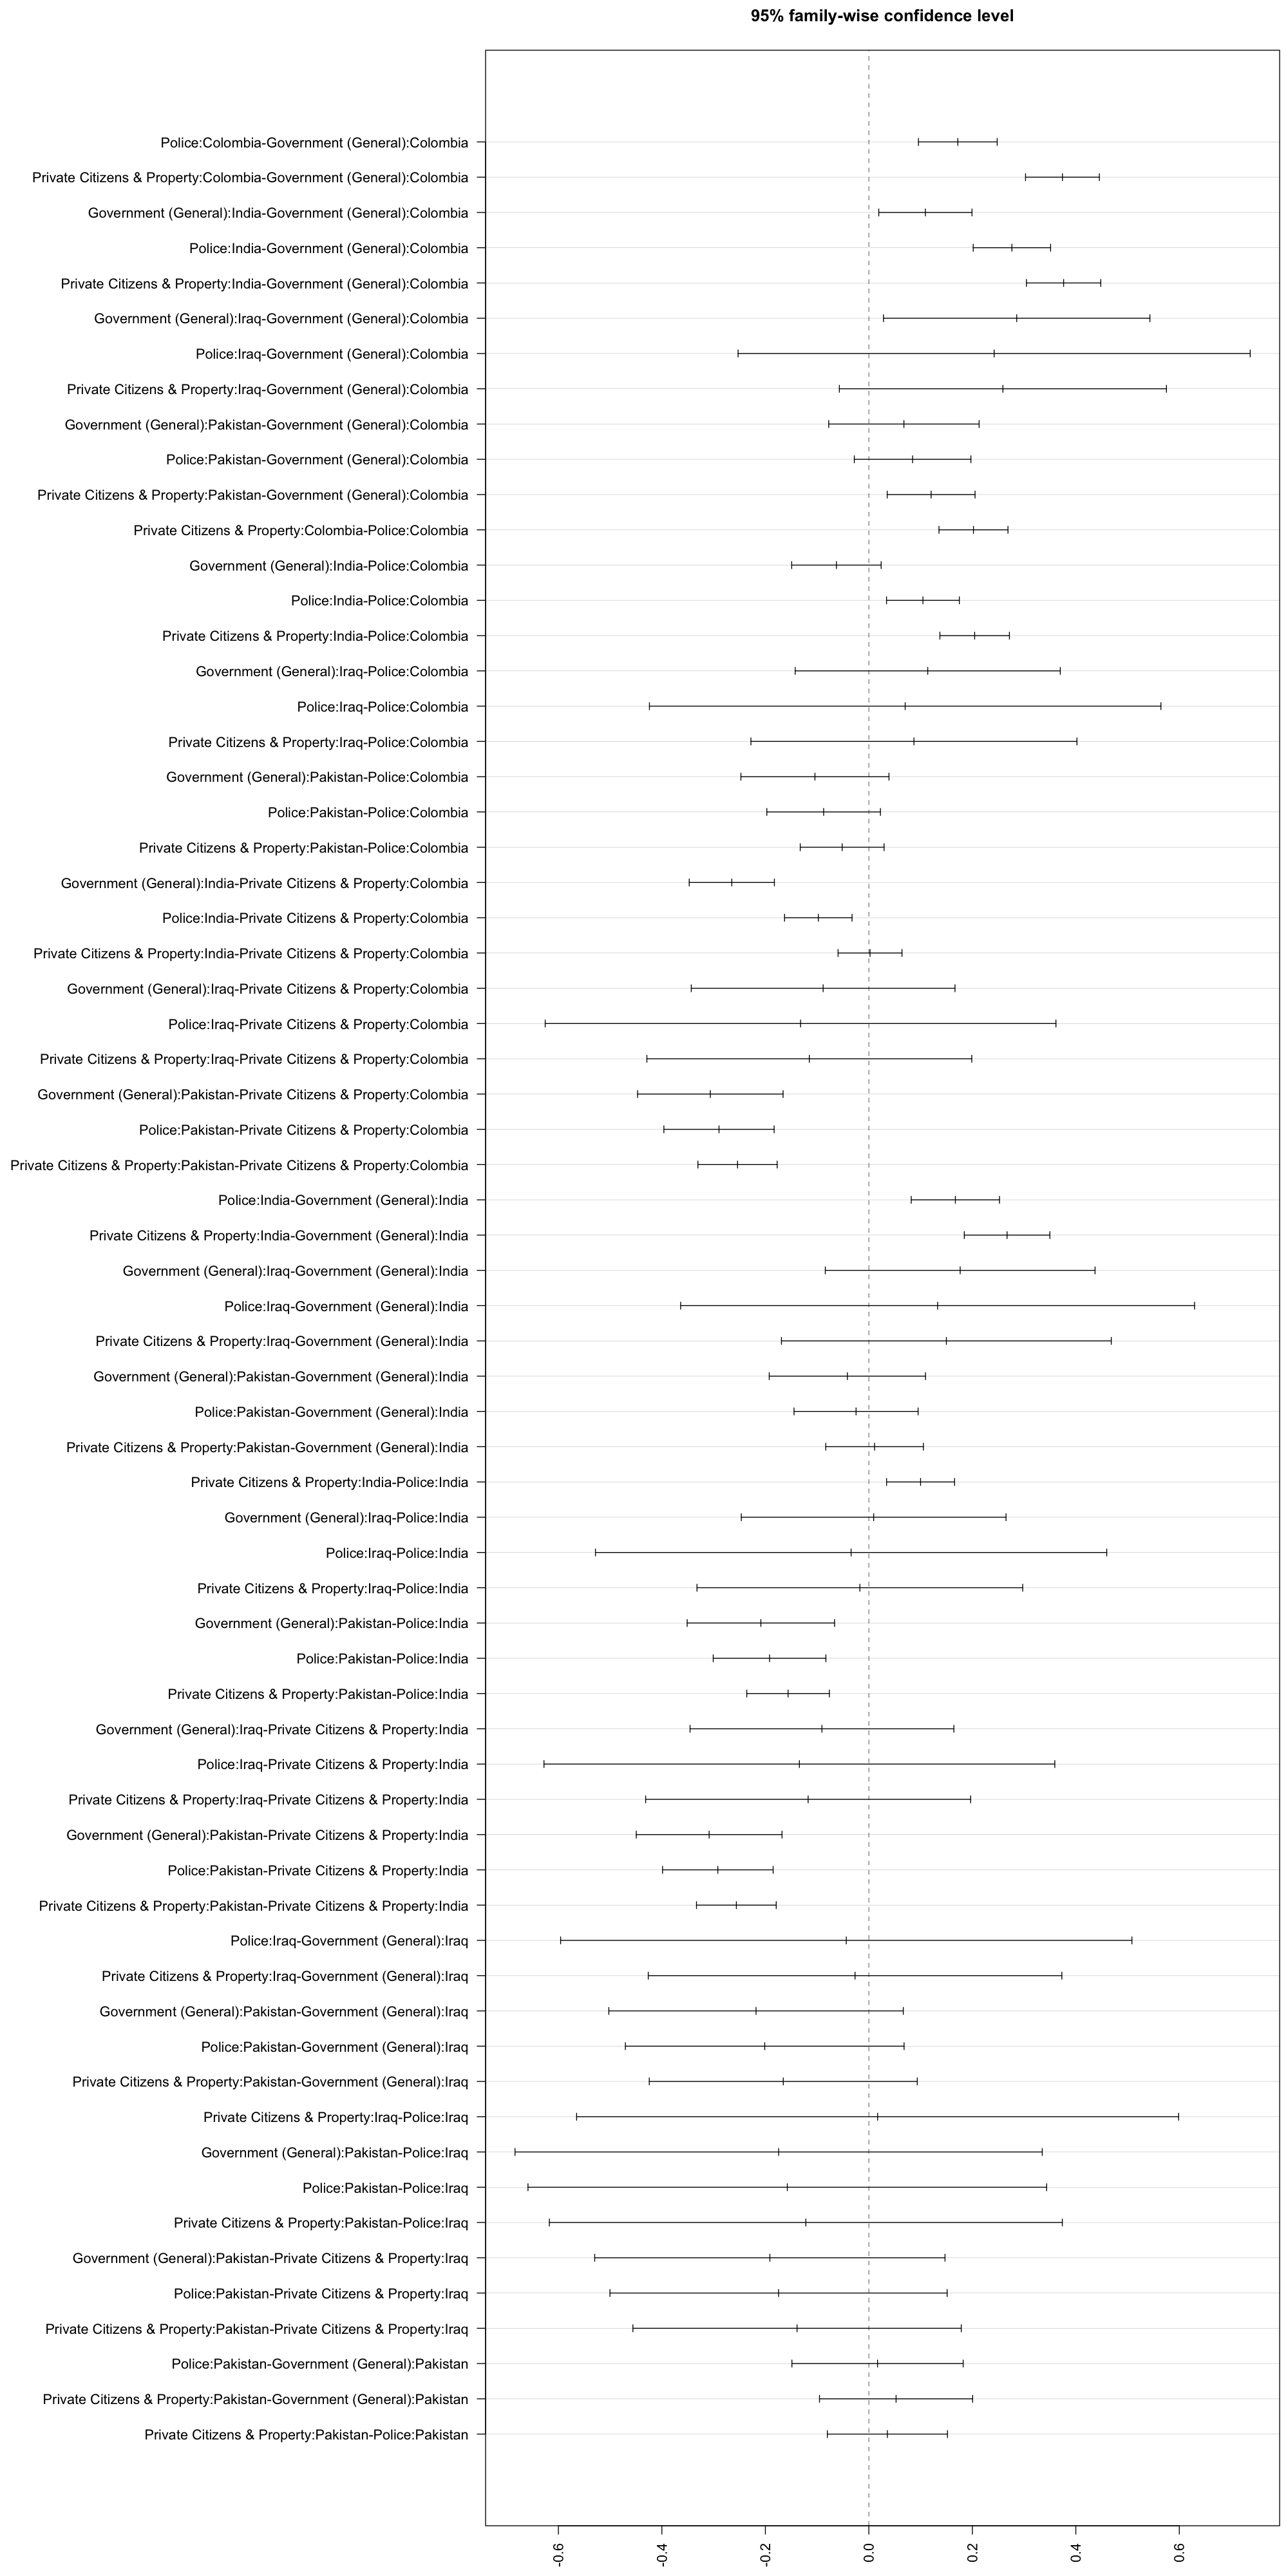 95% family-wise confidence level
Police:Colombia-Government (General):Colombia
Private Citizens & Property:Colombia-Government (General):Colombia
Government (General):India-Government (General):Colombia
Police:India-Government (General):Colombia
Private Citizens & Property:India-Government (General):Colombia
Government (General):Iraq-Government (General):Colombia
Police:Iraq-Government (General):Colombia
Private Citizens & Property:Iraq-Government (General):Colombia
Government (General):Pakistan-Government (General):Colombia
Police:Pakistan-Government (General):Colombia
Private Citizens & Property:Pakistan-Government (General):Colombia
Private Citizens & Property:Colombia-Police:Colombia
Government (General):India-Police:Colombia
Police:India-Police:Colombia
Private Citizens & Property:India-Police:Colombia
Government (General):Iraq-Police:Colombia
Police:Iraq-Police:Colombia
Private Citizens & Property:Iraq-Police:Colombia
Government (General):Pakistan-Police:Colombia
Police:Pakistan-Police:Colombia
Private Citizens & Property:Pakistan-Police:Colombia
Government (General):India-Private Citizens & Property:Colombia
Police:India-Private Citizens & Property:Colombia
Private Citizens & Property:India-Private Citizens & Property:Colombia
Government (General):Iraq-Private Citizens & Property:Colombia
Police:Iraq-Private Citizens & Property:Colombia
Private Citizens & Property:Iraq-Private Citizens & Property:Colombia
Government (General):Pakistan-Private Citizens & Property:Colombia
Police:Pakistan-Private Citizens & Property:Colombia
Private Citizens & Property:Pakistan-Private Citizens & Property:Colombia
Police:India-Government (General):India
Private Citizens & Property:India-Government (General):India
Government (General):Iraq-Government (General):India
Police:Iraq-Government (General):India
Private Citizens & Property:Iraq-Government (General):India
Government (General):Pakistan-Government (General):India
Police:Pakistan-Government (General):India
Private Citizens & Property:Pakistan-Government (General):India
Private Citizens & Property:India-Police:India
Government (General):Iraq-Police:India
Police:Iraq-Police:India
Private Citizens & Property:Iraq-Police:India
Government (General):Pakistan-Police:India
Police:Pakistan-Police:India
Private Citizens & Property:Pakistan-Police:India
Government (General):Iraq-Private Citizens & Property:India
Police:Iraq-Private Citizens & Property:India
Private Citizens & Property:Iraq-Private Citizens & Property:India
Government (General):Pakistan-Private Citizens & Property:India
Police:Pakistan-Private Citizens & Property:India
Private Citizens & Property:Pakistan-Private Citizens & Property:India
Police:Iraq-Government (General):Iraq
Private Citizens & Property:Iraq-Government (General):Iraq
Government (General):Pakistan-Government (General):Iraq
Police:Pakistan-Government (General):Iraq
Private Citizens & Property:Pakistan-Government (General):Iraq
Private Citizens & Property:Iraq-Police:Iraq
Government (General):Pakistan-Police:Iraq
Police:Pakistan-Police:Iraq
Private Citizens & Property:Pakistan-Police:Iraq
Government (General):Pakistan-Private Citizens & Property:Iraq
Police:Pakistan-Private Citizens & Property:Iraq
Private Citizens & Property:Pakistan-Private Citizens & Property:Iraq
Police:Pakistan-Government (General):Pakistan
Private Citizens & Property:Pakistan-Government (General):Pakistan
Private Citizens & Property:Pakistan-Police:Pakistan
-0.6
-0.4
-0.2
0.0
0.2
0.4
0.6